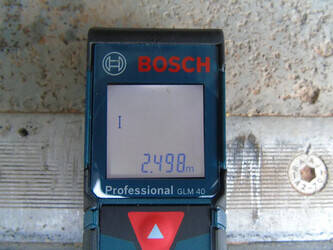 BOSCH
2.498m
Professional GLM 40